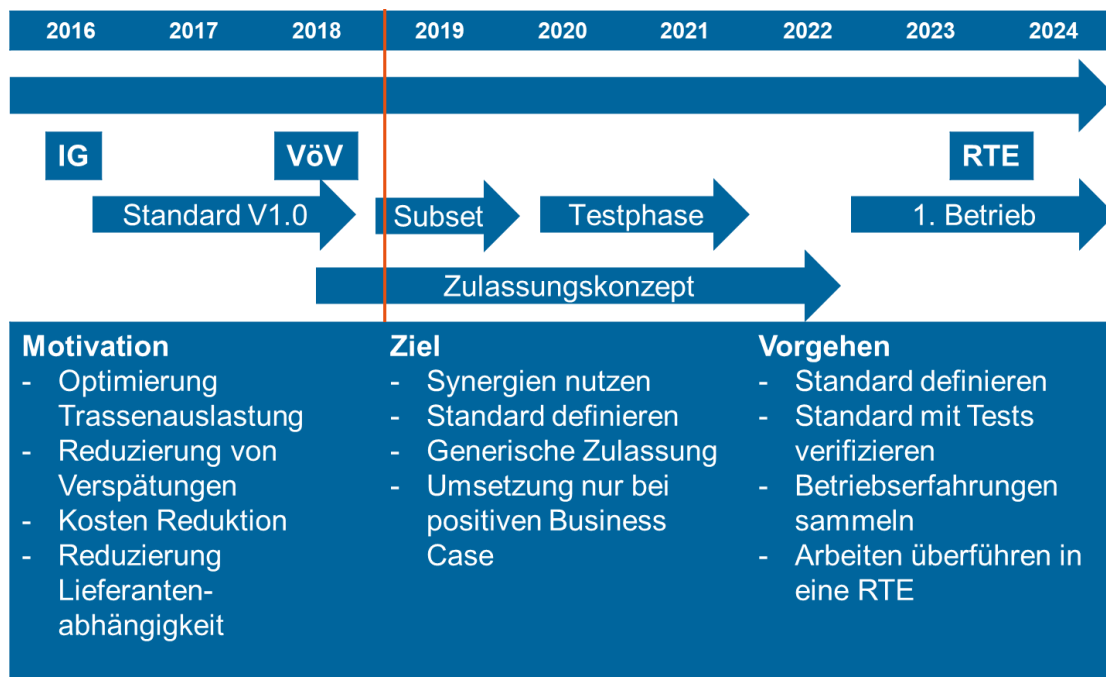 2016 2017 2018 2019 2020 2021 2022 2023 2024
IG VöV RTE
Standard V1.0 Subset Testphase 1. Betrieb
Zulassungskonzept
Motivation
- Optimierung
Trassenauslastung
- Reduzierung von
Verspätungen
- Kosten Reduktion
- Reduzierung
Lieferanten-
abhängigkeit
Ziel
- Synergien nutzen
- Standard definieren
- Generische Zulassung
- Umsetzung nur bei
positiven Business
Case
Vorgehen
- Standard definieren
- Standard mit Tests
verifizieren
- Betriebserfahrungen
sammeln
- Arbeiten überführen in
eine RTE